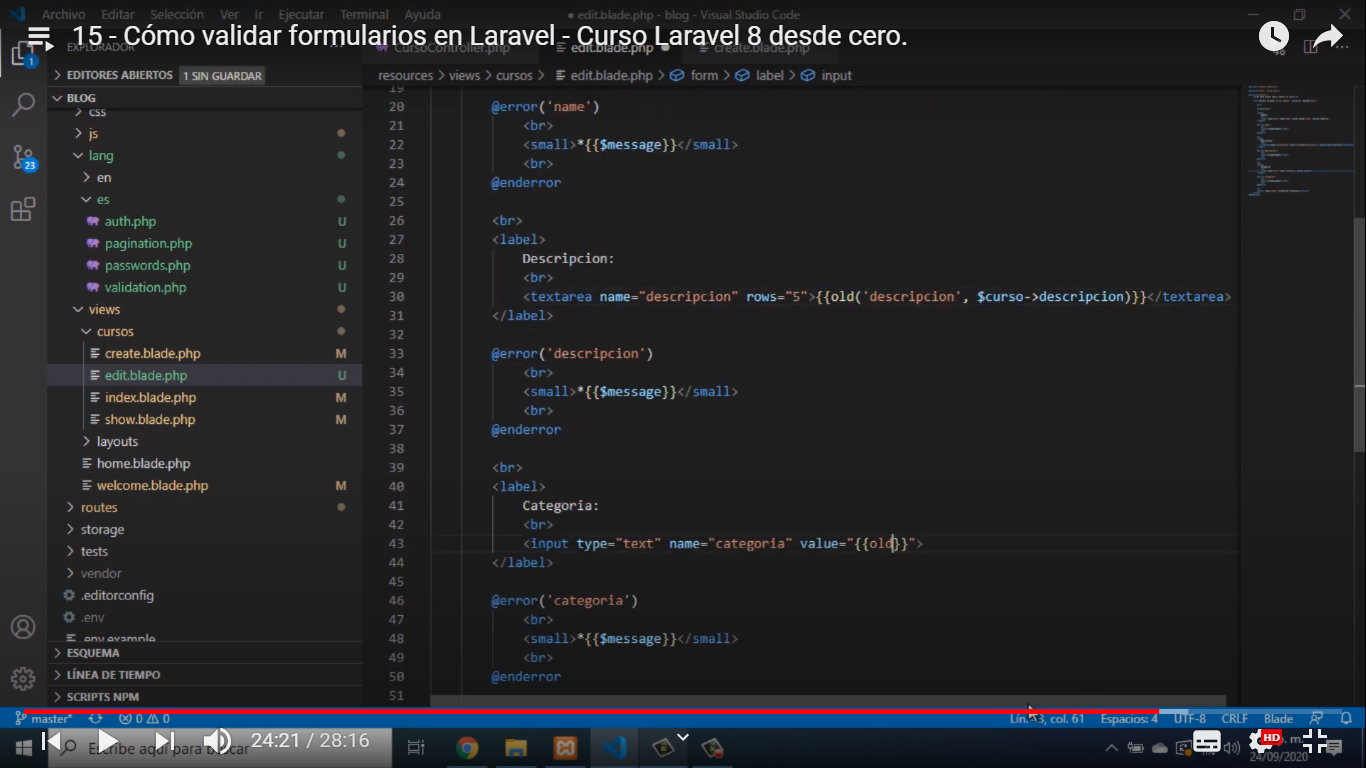 Archivo Editar Selección Ver Ir Ejecutar Terminal Ayuda
● edit.blade.php - blog - Visual Studio Code
15 - Cómo validar formularios en Laravel - Curso Laravel 8 desde cero.
EXPLORADOR
CursoController.php
edit.blade.php
create.blade.php
EDITORES ABIERTOS 1 SIN GUARDAR
resources > views > cursos > edit.blade.php > form > label > input
BLOG
css
js
lang
en
es
auth.php U
pagination.php U
passwords.php U
validation.php U
views
cursos
create.blade.php M
edit.blade.php U
index.blade.php M
show.blade.php M
layouts
home.blade.php
welcome.blade.php M
routes
storage
tests
vendor
.editorconfig
.env
.env.example
ESQUEMA
LÍNEA DE TIEMPO
SCRIPTS NPM
1
23
19
20 @error('name')
21 <br>
22 <small>*{{$message}}</small>
23 <br>
24 @enderror
25
26 <br>
27 <label>
28 Descripcion:
29 <br>
30 <textarea name="descripcion" rows="5">{{old('descripcion', $curso->descripcion)}}</textarea>
31 </label>
32
33 @error('descripcion')
34 <br>
35 <small>*{{$message}}</small>
36 <br>
37 @enderror
38
39 <br>
40 <label>
41 Categoria:
42 <br>
43 <input type="text" name="categoria" value="{{old}}">
44 </label>
45
46 @error('categoria')
47 <br>
48 <small>*{{$message}}</small>
49 <br>
50 @enderror
51
master* 0 0
col. 61 Espacios: 4 UTF-8 CRLF Blade
Escribe aquí para buscar
24:21 / 28:16
HD
24/09/2020